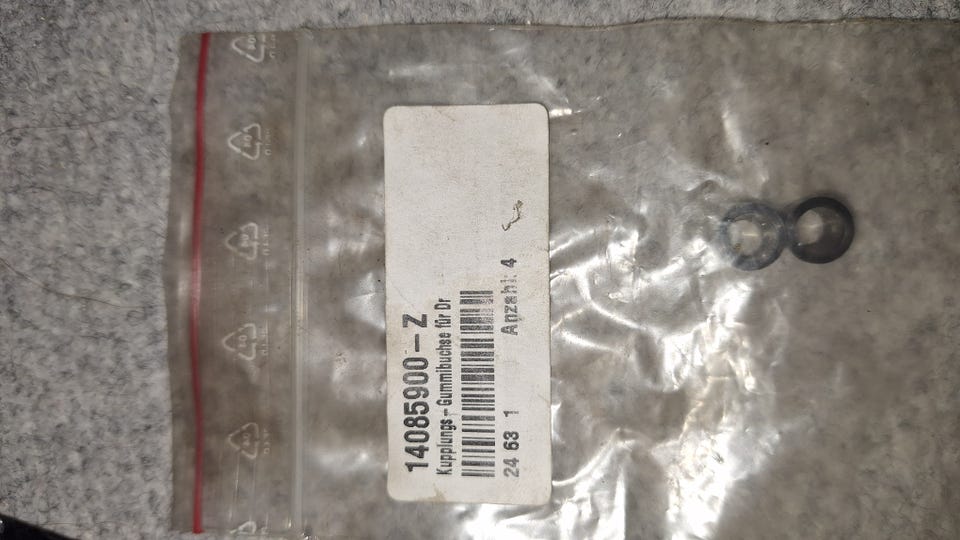 14085900-Z
Kupplungs-Gummibuchse für Dr
24 63 1 Anzahl: 4